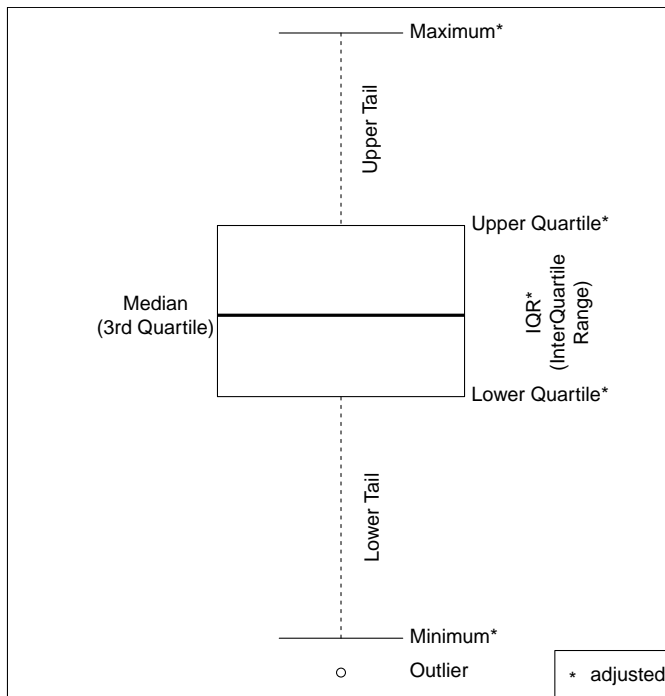 Maximum*
Upper Tail
Upper Quartile*
Median
(3rd Quartile)
IQR*
(InterQuartile
Range)
Lower Quartile*
Lower Tail
Minimum*
Outlier
* adjusted